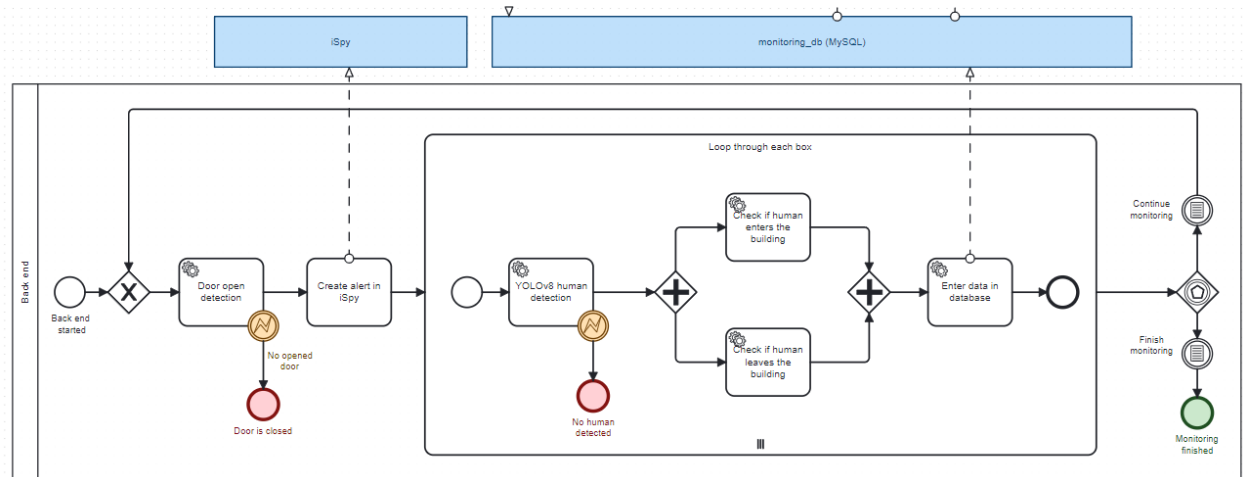 iSpy
monitoring_db (MySQL)
Back end
Loop through each box
Back end
started
Door open
detection
No opened
door
Door is closed
Create alert in
iSpy
YOLOv8 human
detection
No human
detected
Check if human
enters the
building
Check if human
leaves the
building
Enter data in
database
Continue
monitoring
Finish
monitoring
Monitoring
finished